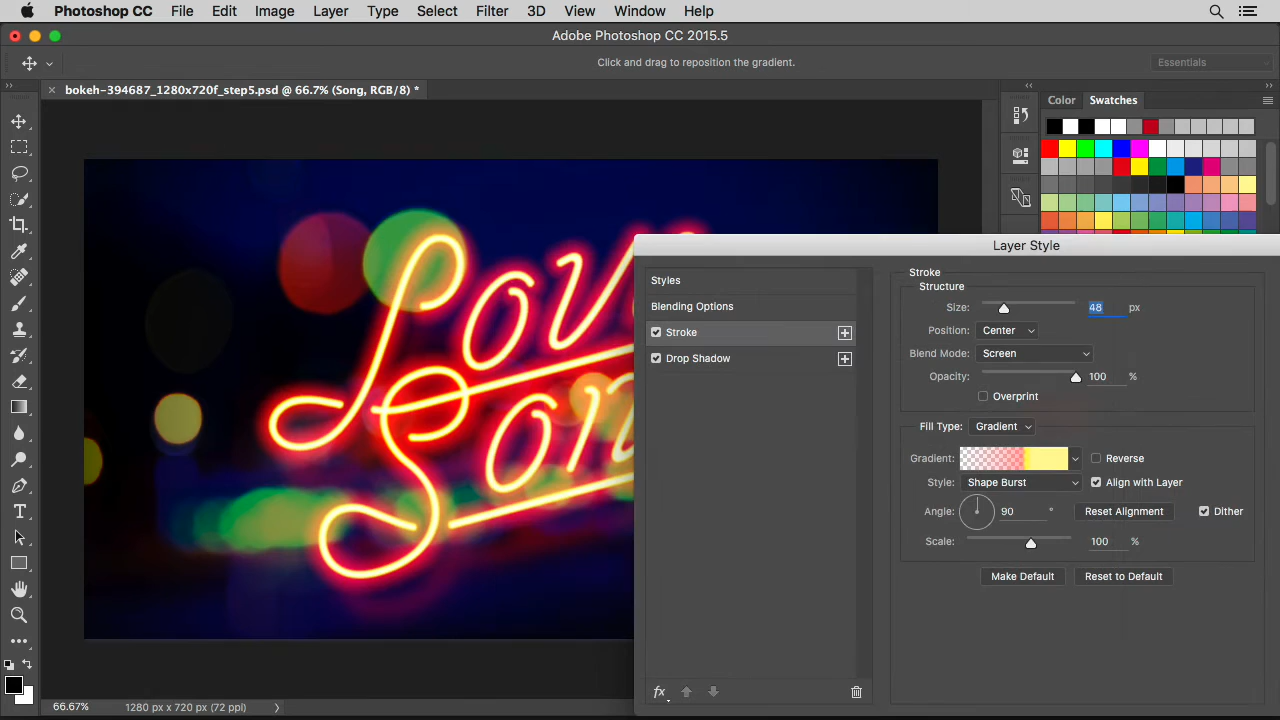 Photoshop CC File Edit Image Layer Type Select Filter 3D View Window Help
Adobe Photoshop CC 2015.5
Click and drag to reposition the gradient.
Essentials
bokeh-394687_1280x720f_step5.psd @ 66.7% (Song, RGB/8) *
Color Swatches
Layer Style
Styles
Blending Options
Stroke
Drop Shadow
fx
Stroke
Structure
Size: 48 px
Position: Center
Blend Mode: Screen
Opacity: 100 %
Overprint
Fill Type: Gradient
Gradient: Reverse
Style: Shape Burst Align with Layer
Angle: 90 ° Reset Alignment Dither
Scale: 100 %
Make Default Reset to Default
66.67% 1280 px x 720 px (72 ppi)